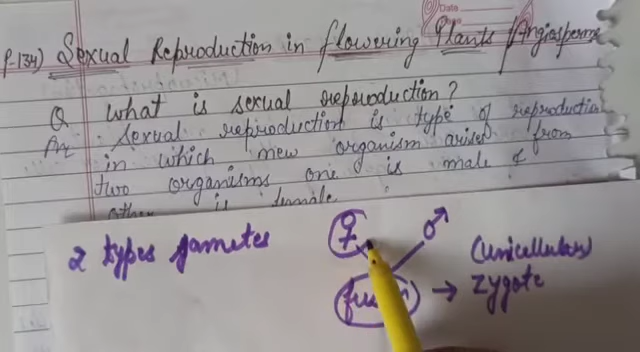 P-134) Sexual Reproduction in flowering Plants /Angiosperms
Date
Q What is sexual reproduction?
An Sexual reproduction is type of reproduction
in which new organism arises from
two organisms one is male &
other is female
2 types gametes
♀ ♂
(unicellular)
→ Zygote